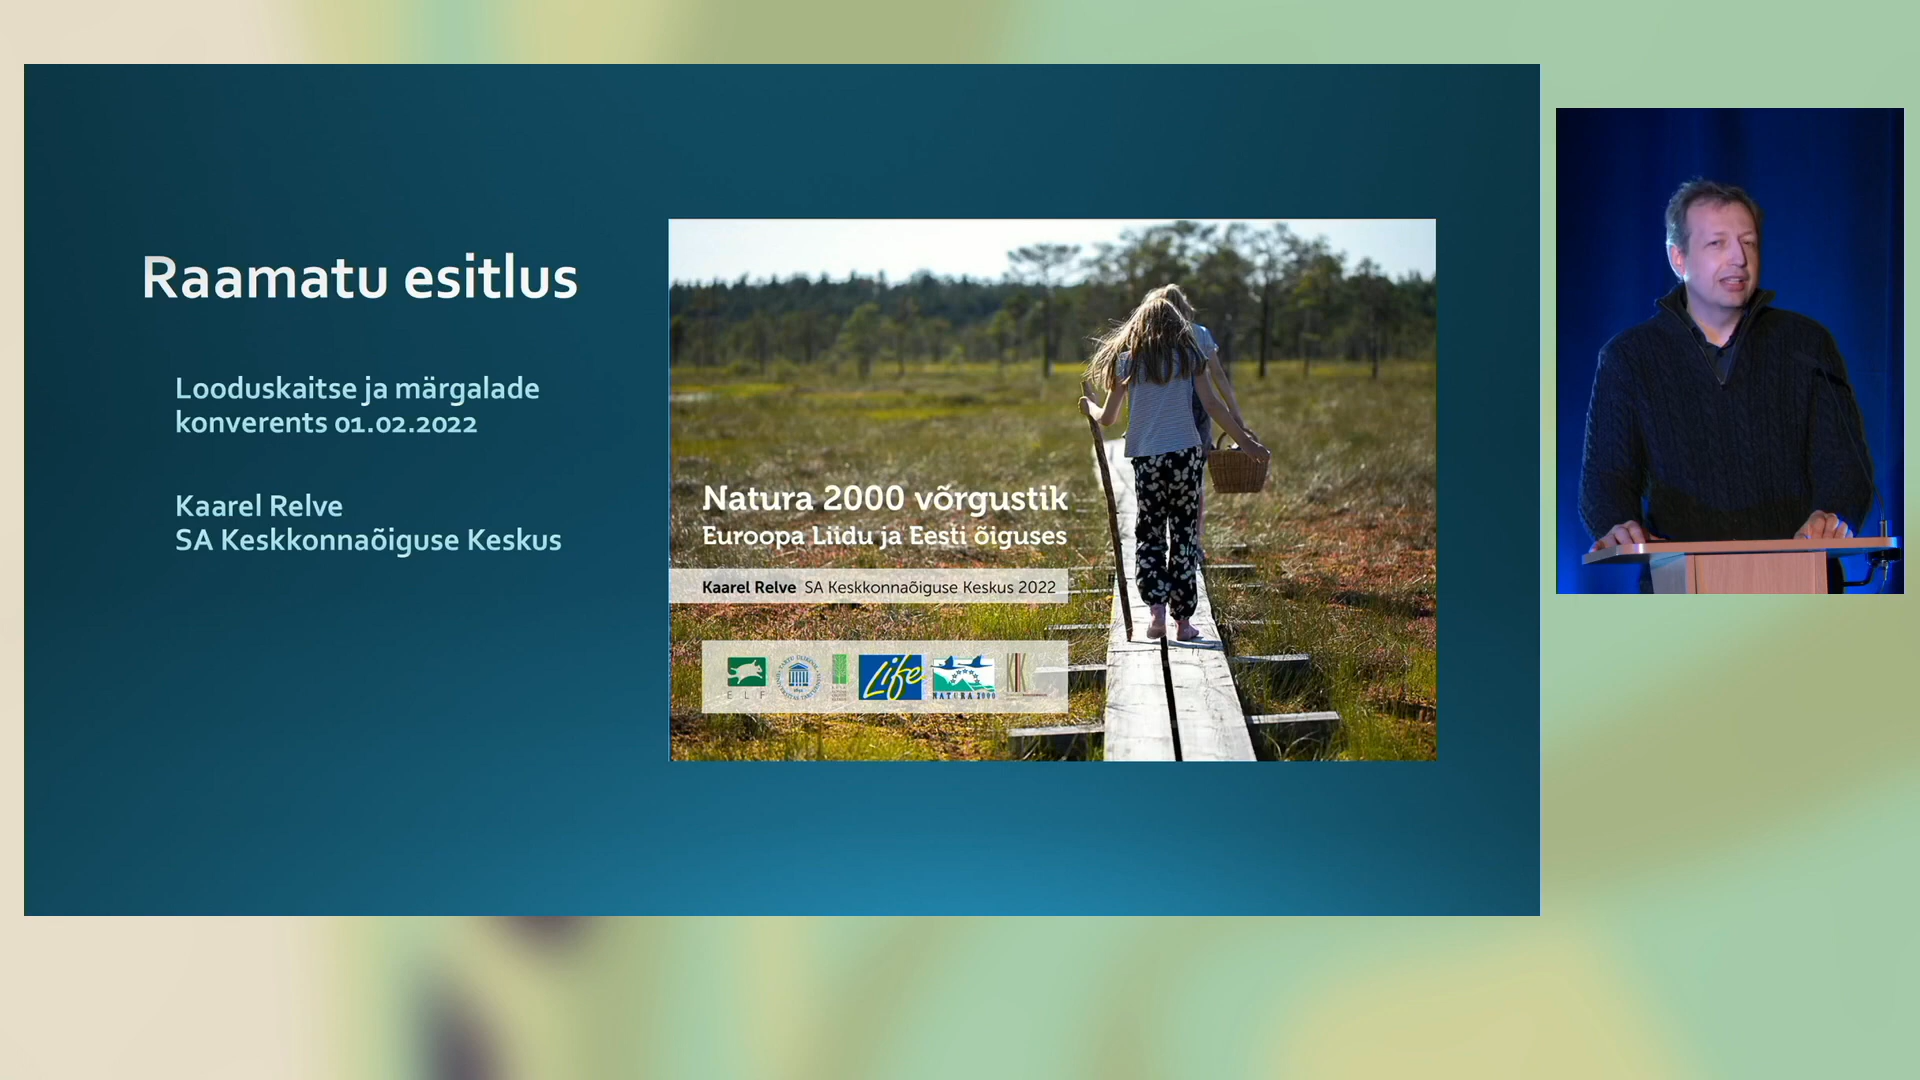 Raamatu esitlus
Looduskaitse ja märgalade
konverents 01.02.2022
Kaarel Relve
SA Keskkonnaõiguse Keskus
Natura 2000 võrgustik
Euroopa Liidu ja Eesti õiguses
Kaarel Relve SA Keskkonnaõiguse Keskus 2022
ELF
Life
NATURA 2000